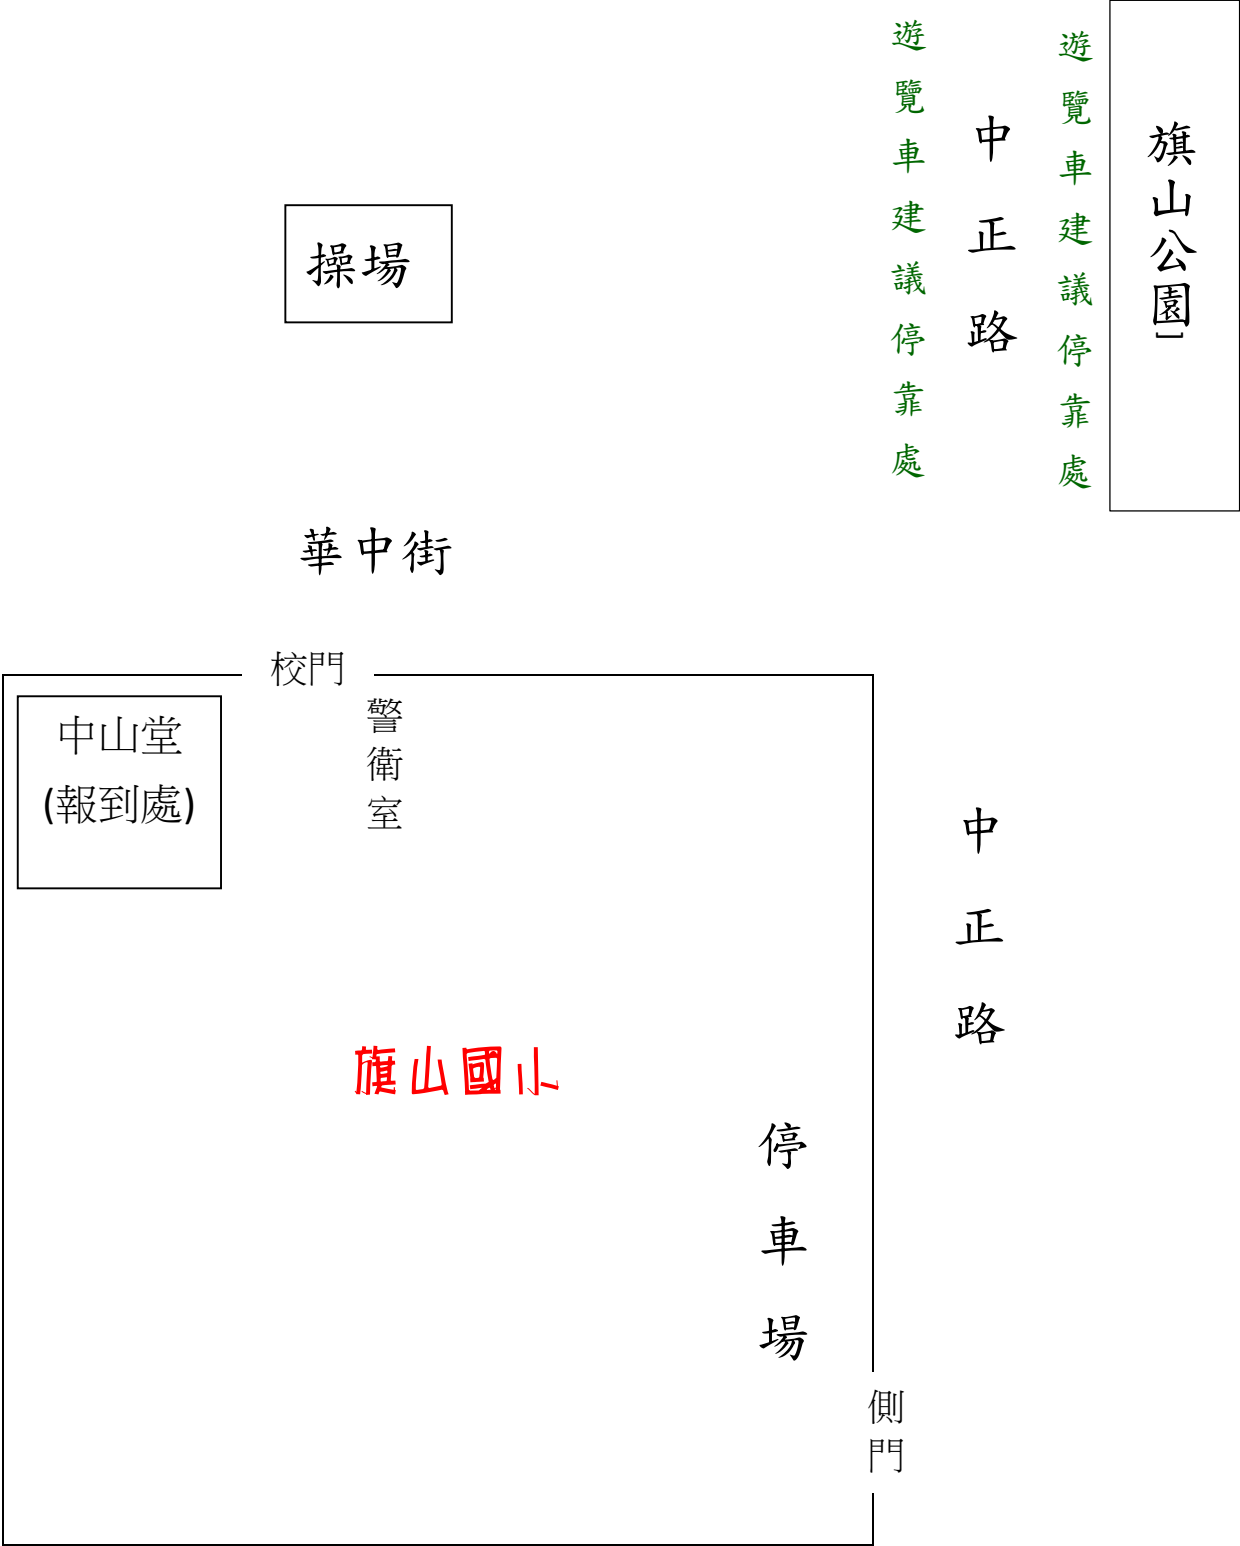 遊覽車建議停靠處
中正路
遊覽車建議停靠處
旗山公園]
操場
華中街
校門
警衛室
中山堂
(報到處)
中正路
旗山國小
停車場
側門